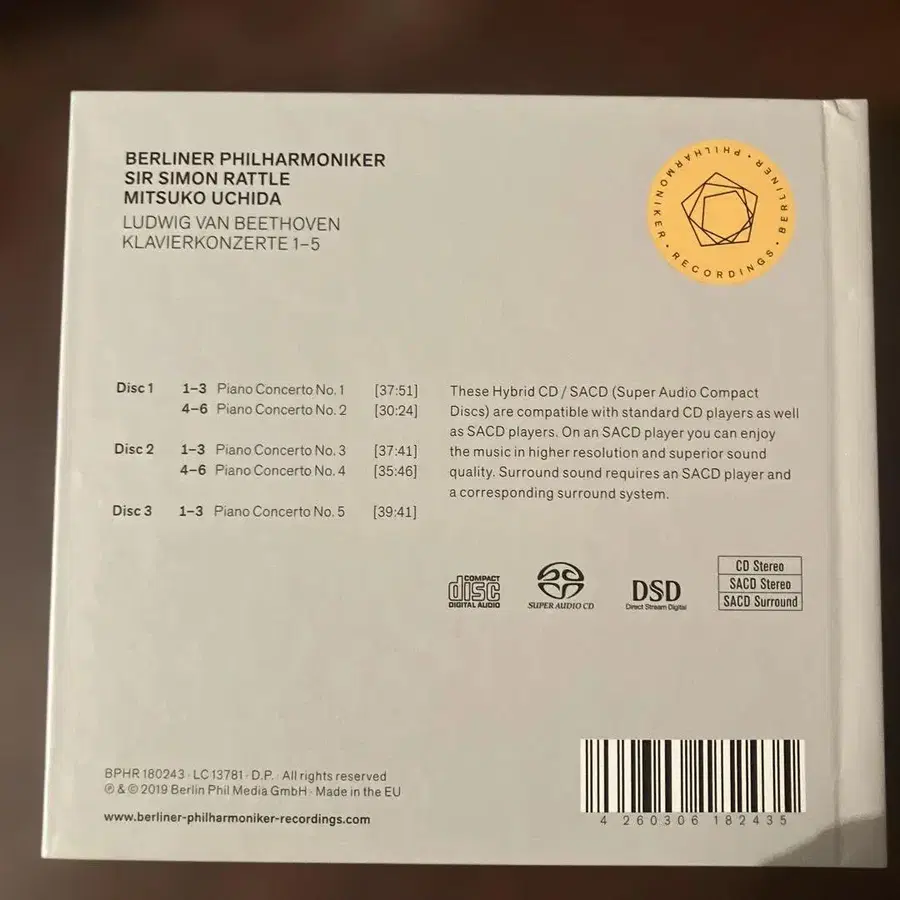 BERLINER PHILHARMONIKER
SIR SIMON RATTLE
MITSUKO UCHIDA
LUDWIG VAN BEETHOVEN
KLAVIERKONZERTE 1–5
BERLINER • PHILHARMONIKER • RECORDINGS •
Disc 1 1–3 Piano Concerto No. 1 [37:51]
4–6 Piano Concerto No. 2 [30:24]
Disc 2 1–3 Piano Concerto No. 3 [37:41]
4–6 Piano Concerto No. 4 [35:46]
Disc 3 1–3 Piano Concerto No. 5 [39:41]
These Hybrid CD / SACD (Super Audio Compact
Discs) are compatible with standard CD players as well
as SACD players. On an SACD player you can enjoy
the music in higher resolution and superior sound
quality. Surround sound requires an SACD player and
a corresponding surround system.
COMPACT
disc
DIGITAL AUDIO
SUPER AUDIO CD
DSD
Direct Stream Digital
CD Stereo
SACD Stereo
SACD Surround
BPHR 180243 · LC 13781 · D.P. · All rights reserved
℗ & © 2019 Berlin Phil Media GmbH · Made in the EU
www.berliner-philharmoniker-recordings.com
4 260306 182435